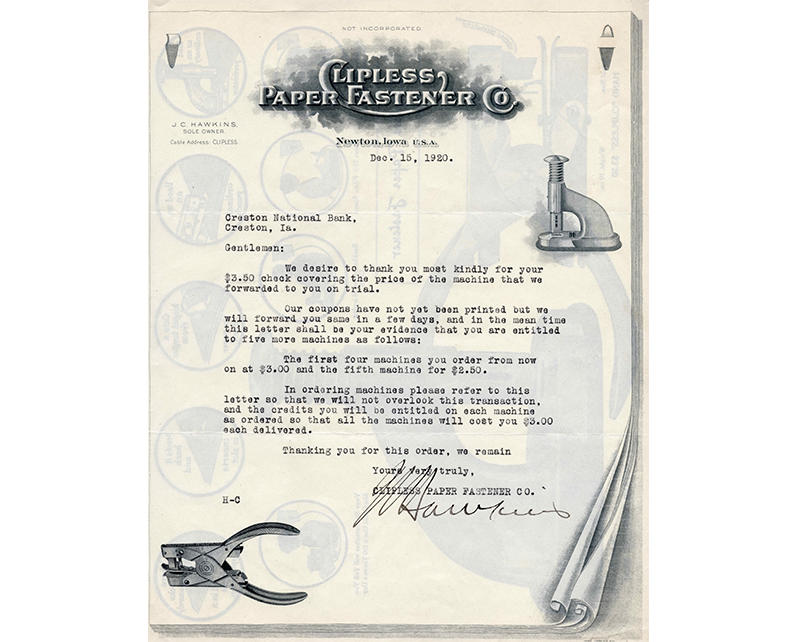 NOT INCORPORATED.
CLIPLESS
PAPER FASTENER CO.
J. C. HAWKINS,
SOLE OWNER.
Cable Address: CLIPLESS.
Newton, Iowa U.S.A.
Dec. 15, 1920.
Creston National Bank,
Creston, Ia.
Gentlemen:
We desire to thank you most kindly for your
$3.50 check covering the price of the machine that we
forwarded to you on trial.
Our coupons have not yet been printed but we
will forward you same in a few days, and in the mean time
this letter shall be your evidence that you are entitled
to five more machines as follows:
The first four machines you order from now
on at $3.00 and the fifth machine for $2.50.
In ordering machines please refer to this
letter so that we will not overlook this transaction,
and the credits you will be entitled on each machine
as ordered so that all the machines will cost you $3.00
each delivered.
Thanking you for this order, we remain
Yours very truly,
CLIPLESS PAPER FASTENER CO.
H-C
Hawkins